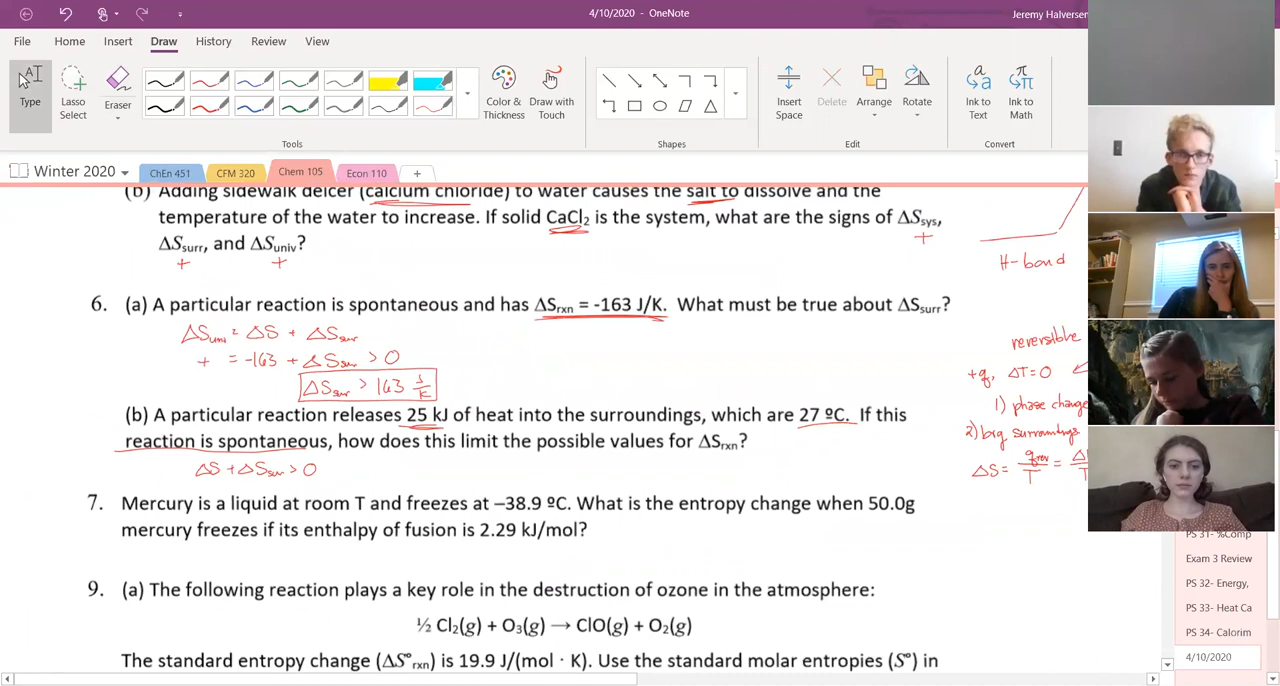 4/10/2020 - OneNote
Jeremy Halversen
File Home Insert Draw History Review View
Type
Lasso Select
Eraser
Color & Thickness
Draw with Touch
Insert Space
Delete
Arrange
Rotate
Ink to Text
Ink to Math
Tools
Shapes
Edit
Convert
Winter 2020 ChEn 451 CFM 320 Chem 105 Econ 110
(b) Adding sidewalk deicer (calcium chloride) to water causes the salt to dissolve and the
temperature of the water to increase. If solid CaCl2 is the system, what are the signs of ΔSsys,
+
ΔSsurr, and ΔSuniv?
+ +
H-bond
6. (a) A particular reaction is spontaneous and has ΔSrxn = -163 J/K. What must be true about ΔSsurr?
ΔSuni = ΔS + ΔSsur
+ = -163 + ΔSsur > 0
ΔSsur > 163 J/K
reversible
+q, ΔT=0
1) phase change
2) big surroundings
ΔS = qrev/T = Δ
T
(b) A particular reaction releases 25 kJ of heat into the surroundings, which are 27 ºC. If this
reaction is spontaneous, how does this limit the possible values for ΔSrxn?
ΔS + ΔSsur > 0
7. Mercury is a liquid at room T and freezes at –38.9 ºC. What is the entropy change when 50.0g
mercury freezes if its enthalpy of fusion is 2.29 kJ/mol?
9. (a) The following reaction plays a key role in the destruction of ozone in the atmosphere:
½ Cl2(g) + O3(g) → ClO(g) + O2(g)
The standard entropy change (ΔS°rxn) is 19.9 J/(mol · K). Use the standard molar entropies (S°) in
PS 31- %Comp
Exam 3 Review
PS 32- Energy,
PS 33- Heat Ca
PS 34- Calorim
4/10/2020